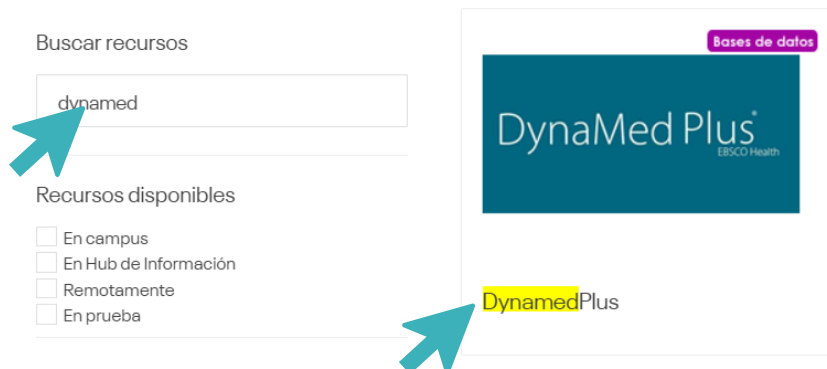 Buscar recursos
dynamed
Recursos disponibles
En campus
En Hub de Información
Remotamente
En prueba
Bases de datos
DynaMed Plus®
EBSCO Health
DynamedPlus